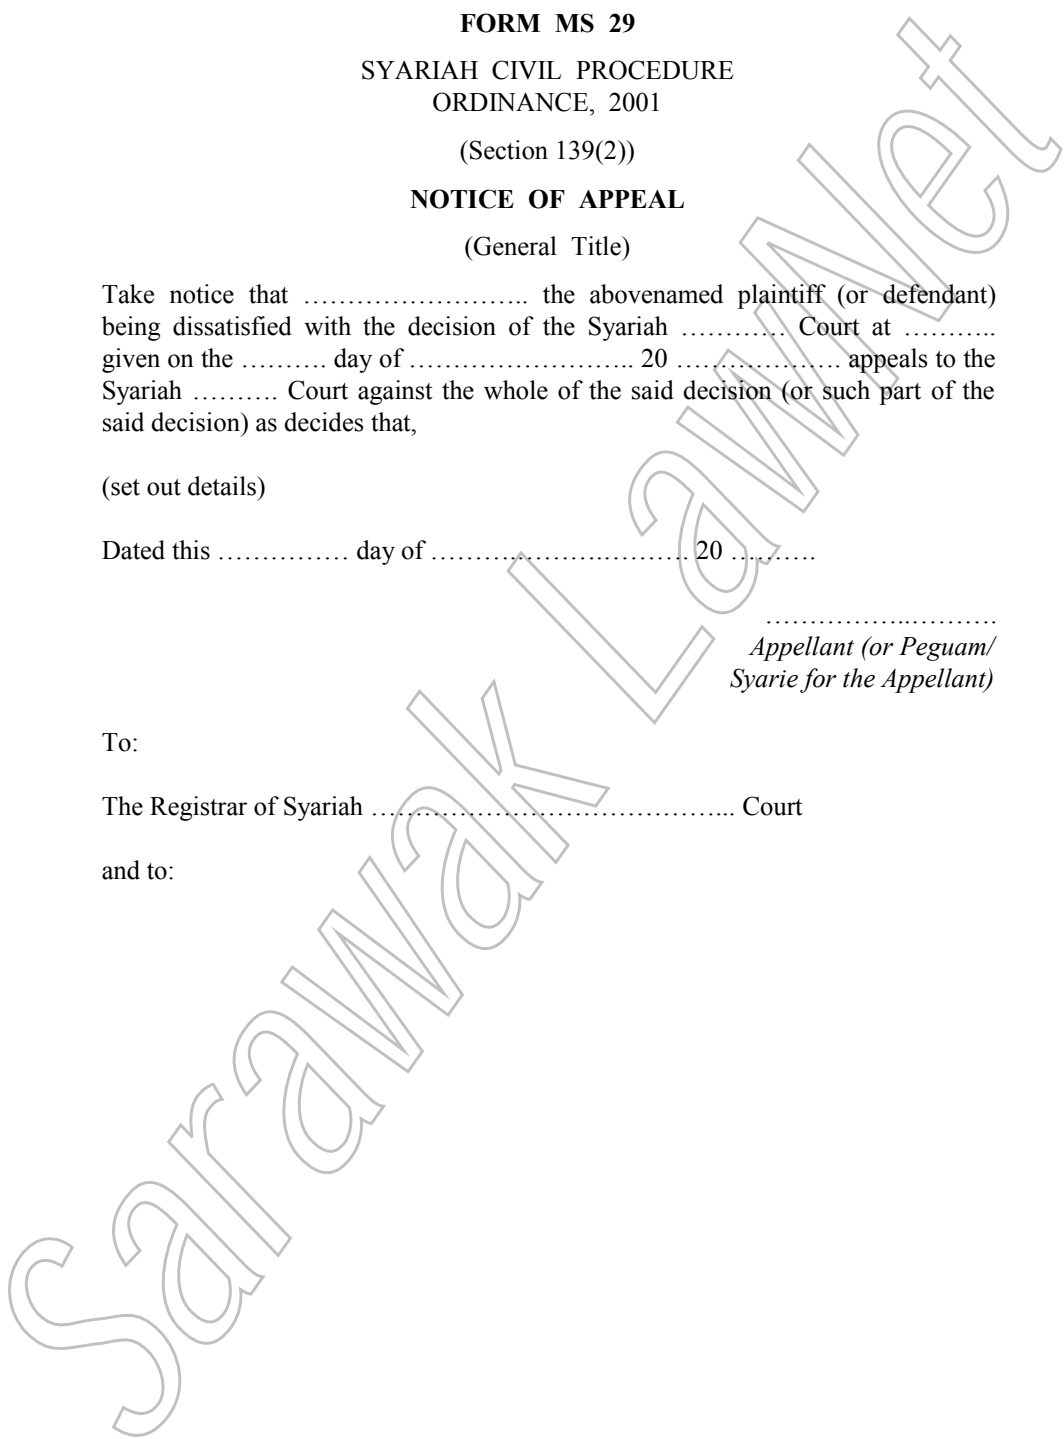 FORM MS 29
SYARIAH CIVIL PROCEDURE
ORDINANCE, 2001
(Section 139(2))
NOTICE OF APPEAL
(General Title)
Take notice that …………………….. the abovenamed plaintiff (or defendant)
being dissatisfied with the decision of the Syariah ………… Court at ………..
given on the ………. day of …………………….. 20 ………………. appeals to the
Syariah ………. Court against the whole of the said decision (or such part of the
said decision) as decides that,
(set out details)
Dated this …………… day of ……………….………. 20 ……….
……………..……….
Appellant (or Peguam/
Syarie for the Appellant)
To:
The Registrar of Syariah ………………………………... Court
and to:
Sarawak LawNet